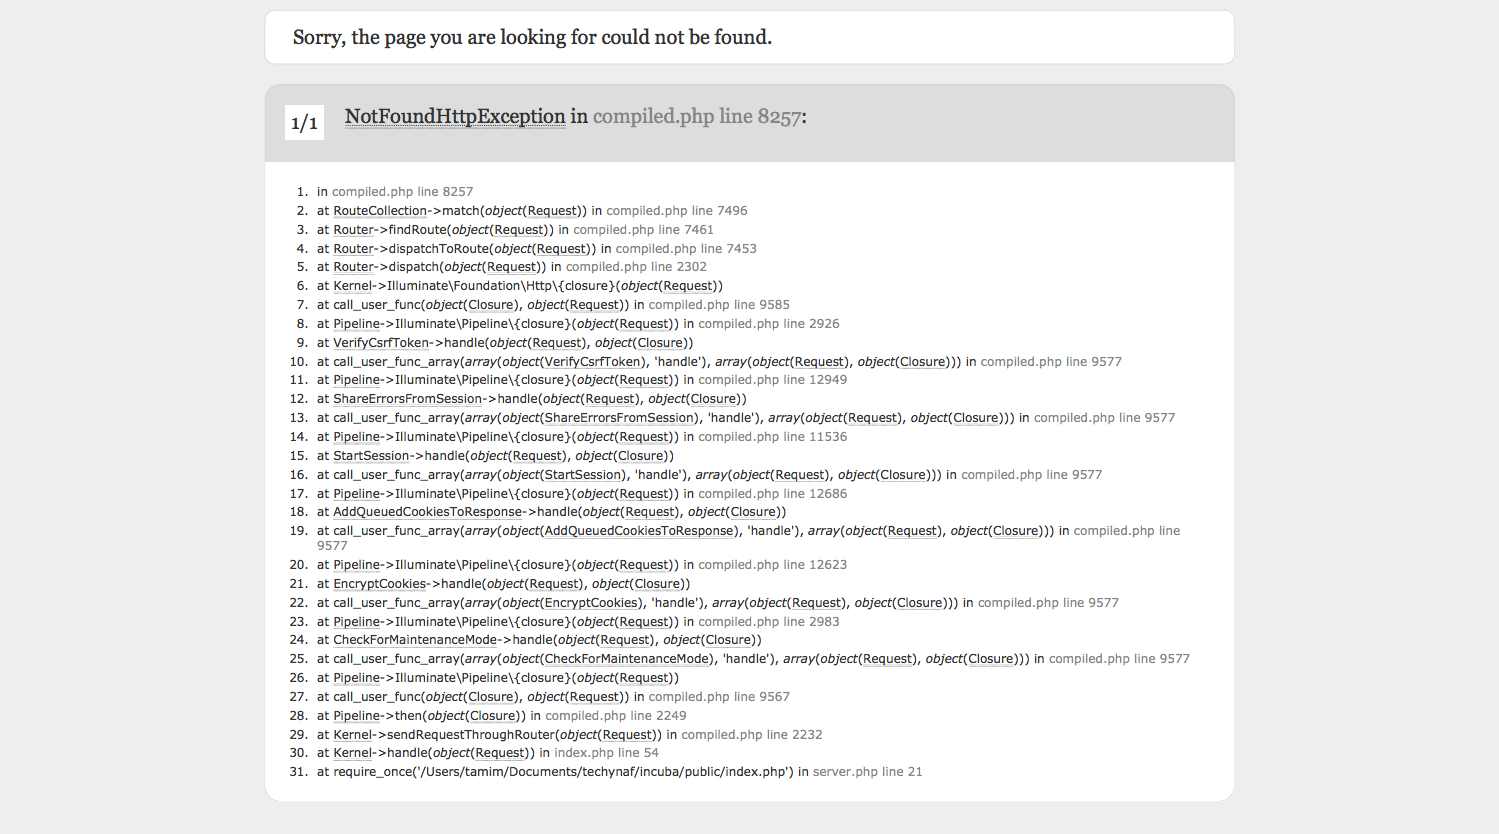 Sorry, the page you are looking for could not be found.
1/1
NotFoundHttpException in compiled.php line 8257:
1. in compiled.php line 8257
2. at RouteCollection->match(object(Request)) in compiled.php line 7496
3. at Router->findRoute(object(Request)) in compiled.php line 7461
4. at Router->dispatchToRoute(object(Request)) in compiled.php line 7453
5. at Router->dispatch(object(Request)) in compiled.php line 2302
6. at Kernel->Illuminate\Foundation\Http\{closure}(object(Request))
7. at call_user_func(object(Closure), object(Request)) in compiled.php line 9585
8. at Pipeline->Illuminate\Pipeline\{closure}(object(Request)) in compiled.php line 2926
9. at VerifyCsrfToken->handle(object(Request), object(Closure))
10. at call_user_func_array(array(object(VerifyCsrfToken), 'handle'), array(object(Request), object(Closure))) in compiled.php line 9577
11. at Pipeline->Illuminate\Pipeline\{closure}(object(Request)) in compiled.php line 12949
12. at ShareErrorsFromSession->handle(object(Request), object(Closure))
13. at call_user_func_array(array(object(ShareErrorsFromSession), 'handle'), array(object(Request), object(Closure))) in compiled.php line 9577
14. at Pipeline->Illuminate\Pipeline\{closure}(object(Request)) in compiled.php line 11536
15. at StartSession->handle(object(Request), object(Closure))
16. at call_user_func_array(array(object(StartSession), 'handle'), array(object(Request), object(Closure))) in compiled.php line 9577
17. at Pipeline->Illuminate\Pipeline\{closure}(object(Request)) in compiled.php line 12686
18. at AddQueuedCookiesToResponse->handle(object(Request), object(Closure))
19. at call_user_func_array(array(object(AddQueuedCookiesToResponse), 'handle'), array(object(Request), object(Closure))) in compiled.php line
9577
20. at Pipeline->Illuminate\Pipeline\{closure}(object(Request)) in compiled.php line 12623
21. at EncryptCookies->handle(object(Request), object(Closure))
22. at call_user_func_array(array(object(EncryptCookies), 'handle'), array(object(Request), object(Closure))) in compiled.php line 9577
23. at Pipeline->Illuminate\Pipeline\{closure}(object(Request)) in compiled.php line 2983
24. at CheckForMaintenanceMode->handle(object(Request), object(Closure))
25. at call_user_func_array(array(object(CheckForMaintenanceMode), 'handle'), array(object(Request), object(Closure))) in compiled.php line 9577
26. at Pipeline->Illuminate\Pipeline\{closure}(object(Request))
27. at call_user_func(object(Closure), object(Request)) in compiled.php line 9567
28. at Pipeline->then(object(Closure)) in compiled.php line 2249
29. at Kernel->sendRequestThroughRouter(object(Request)) in compiled.php line 2232
30. at Kernel->handle(object(Request)) in index.php line 54
31. at require_once('/Users/tamim/Documents/techynaf/incuba/public/index.php') in server.php line 21